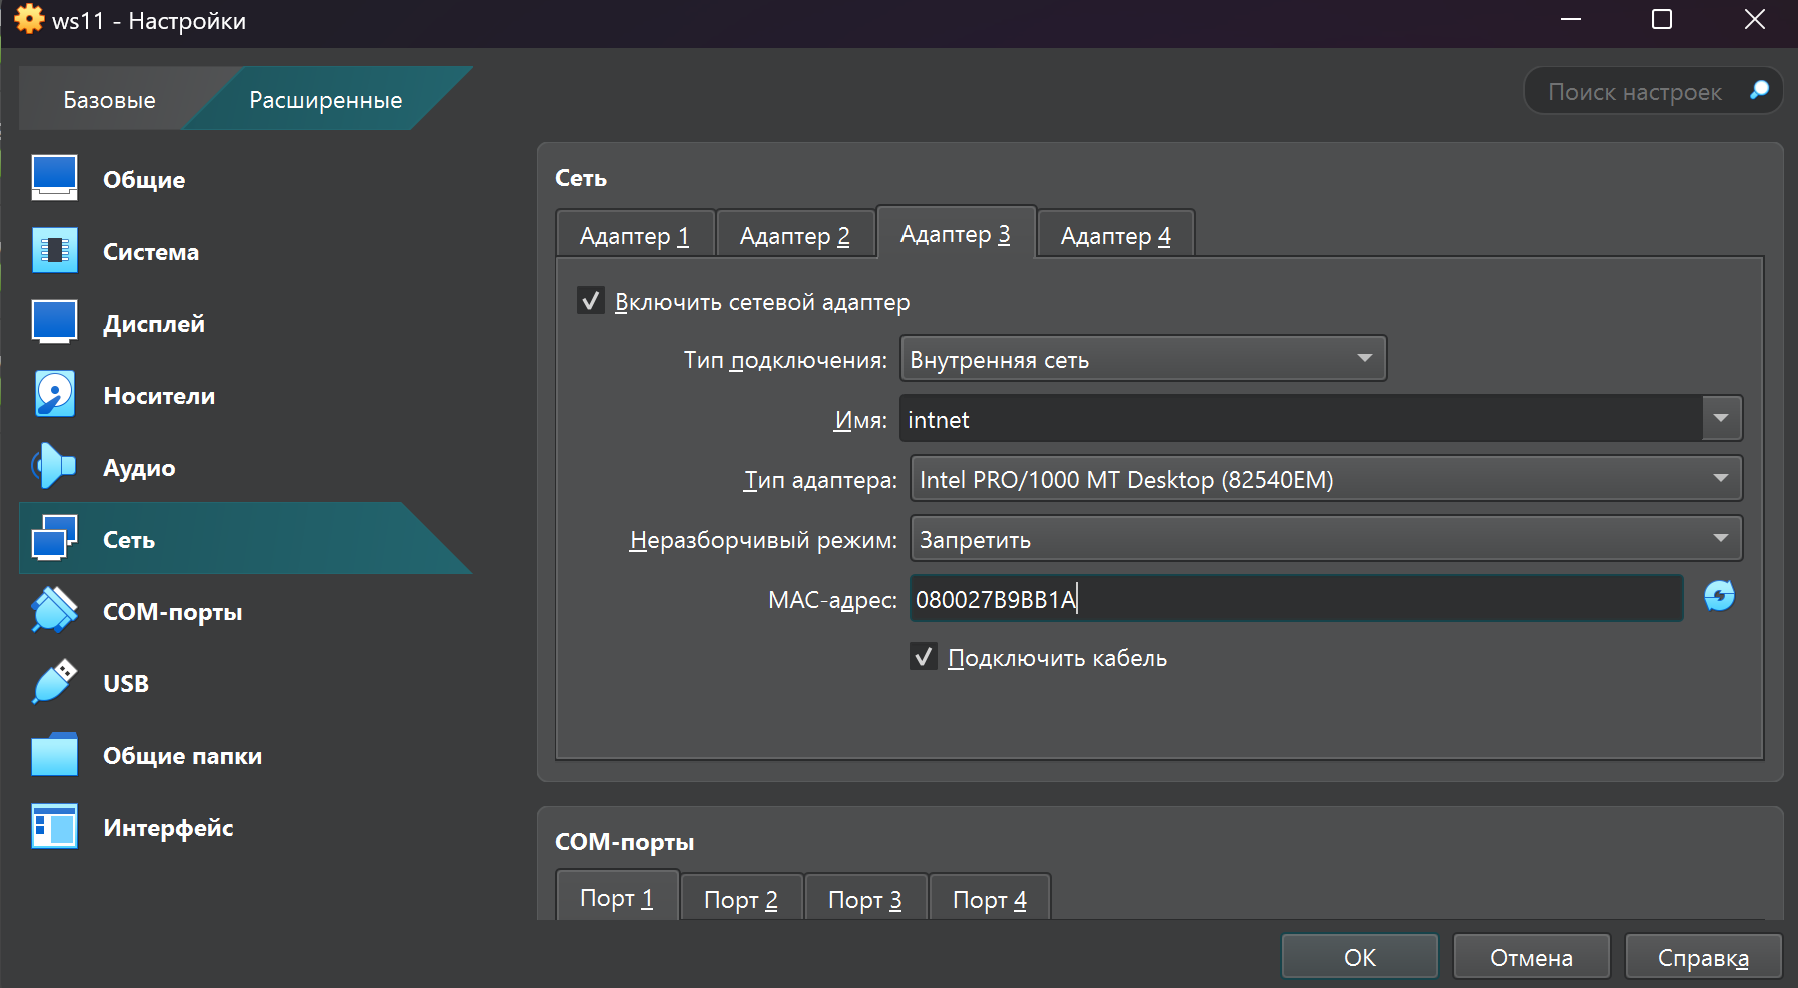 ws11 - Настройки
Базовые
Расширенные
Поиск настроек
Общие
Система
Дисплей
Носители
Аудио
Сеть
COM-порты
USB
Общие папки
Интерфейс
Сеть
Адаптер 1
Адаптер 2
Адаптер 3
Адаптер 4
Включить сетевой адаптер
Тип подключения: Внутренняя сеть
Имя: intnet
Тип адаптера: Intel PRO/1000 MT Desktop (82540EM)
Неразборчивый режим: Запретить
MAC-адрес: 080027B9BB1A
Подключить кабель
COM-порты
Порт 1
Порт 2
Порт 3
Порт 4
OK
Отмена
Справка